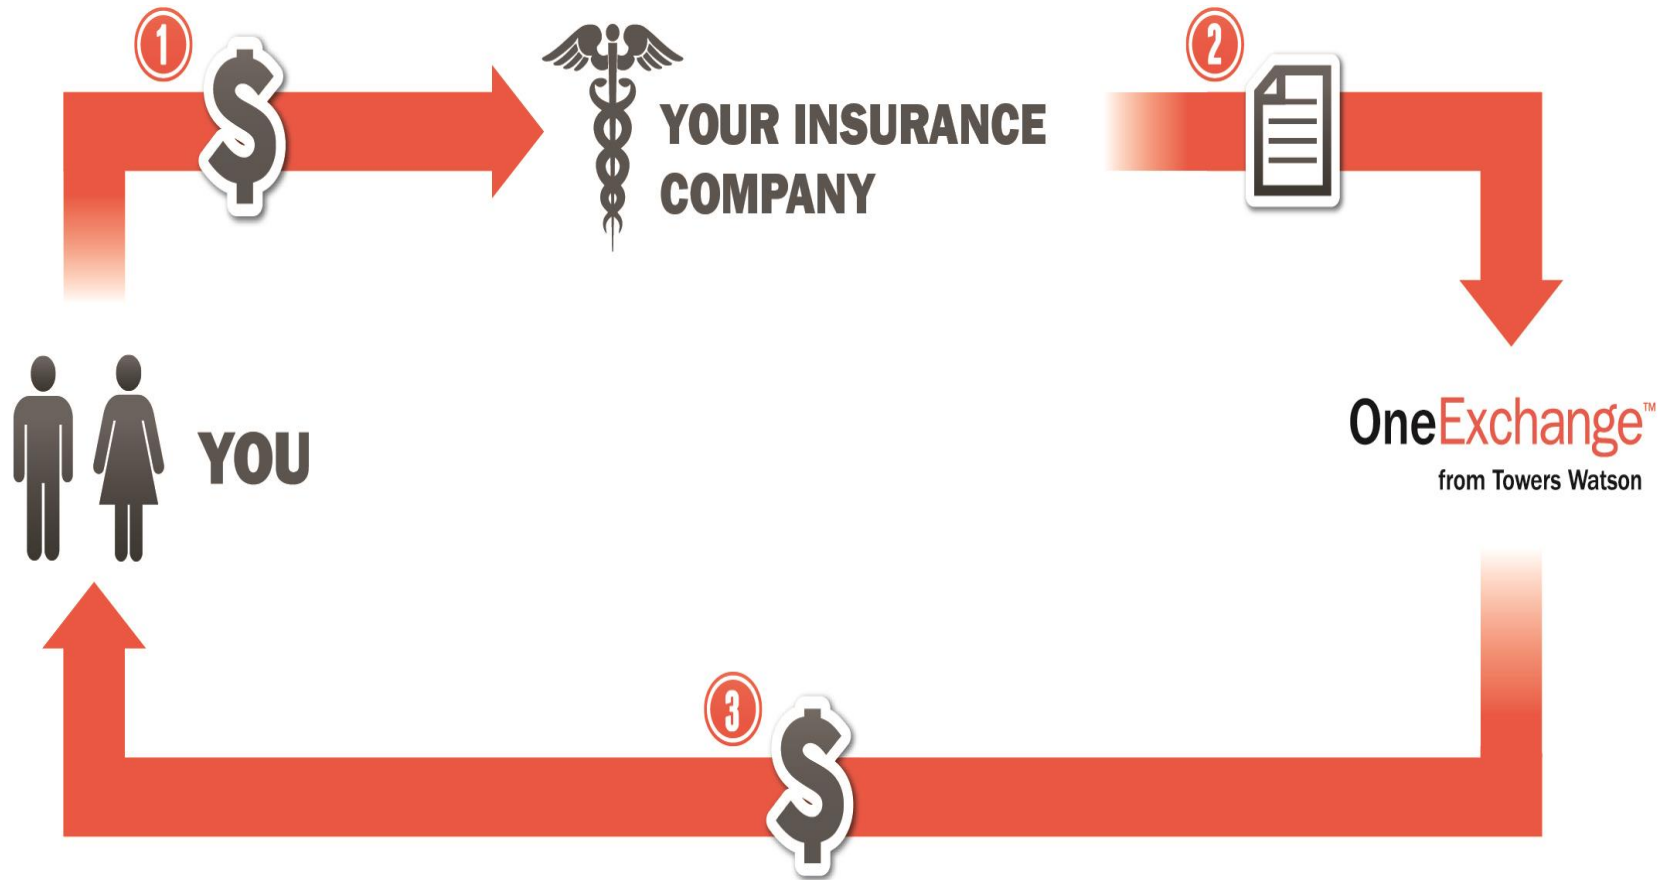 1
2
YOUR INSURANCE
COMPANY
YOU
OneExchange™
from Towers Watson
3